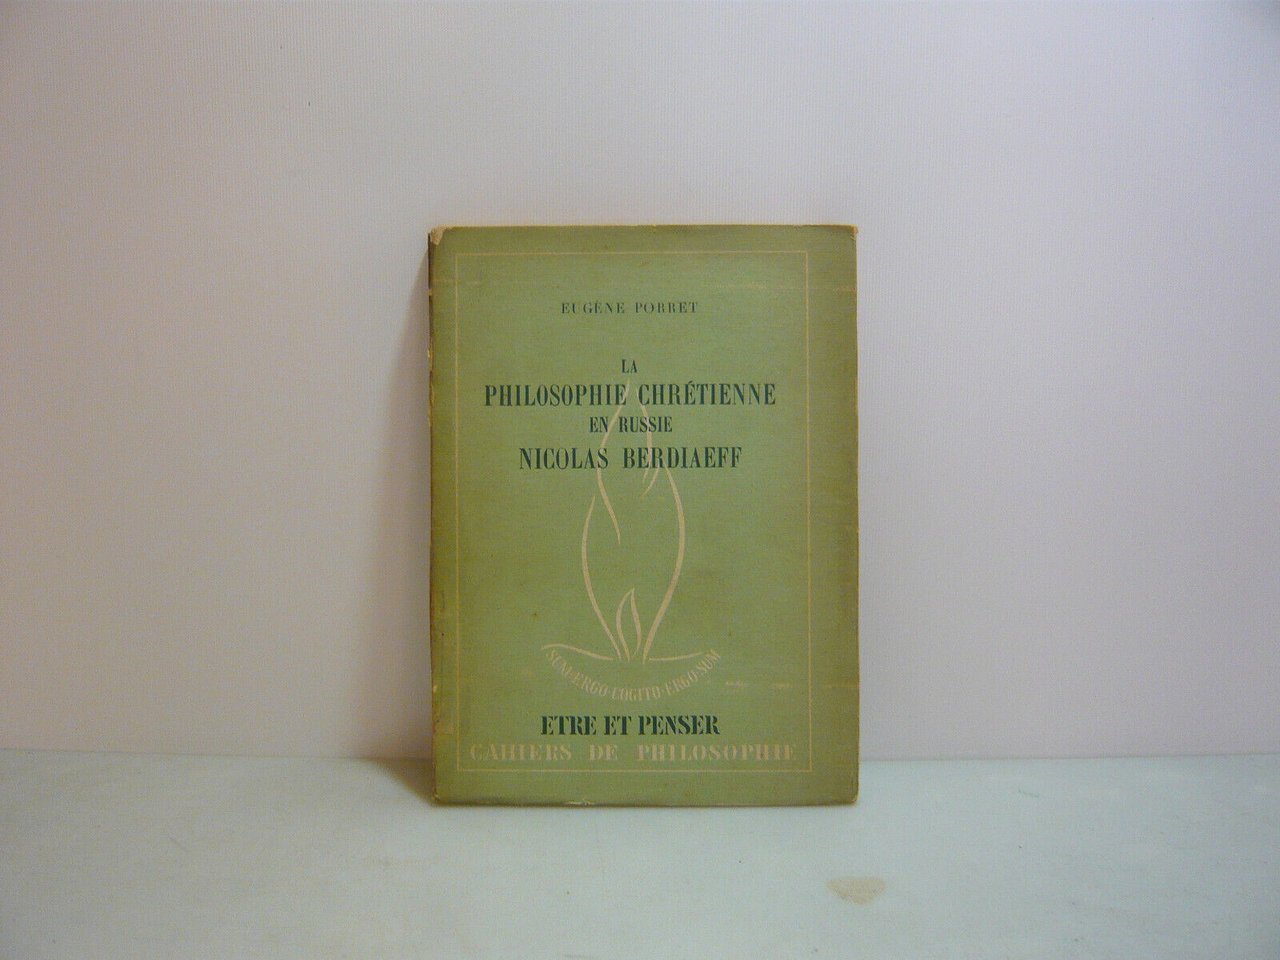 EUGÈNE PORRET
LA
PHILOSOPHIE CHRÉTIENNE
EN RUSSIE
NICOLAS BERDIAEFF
SUM·ERGO·COGITO·ERGO·SUM
ETRE ET PENSER
CAHIERS DE PHILOSOPHIE